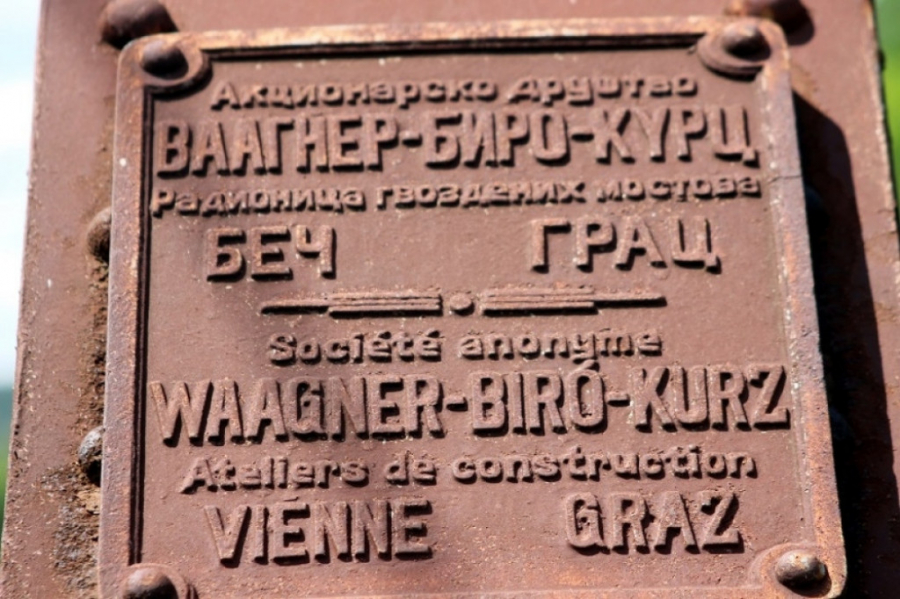 Акционарско друштво
ВААГНЕР-БИРО-КУРЦ
Радионица гвоздених мостова
БЕЧ ГРАЦ
Société anonyme
WAAGNER-BIRÓ-KURZ
Ateliers de construction
VIÉNNE GRAZ